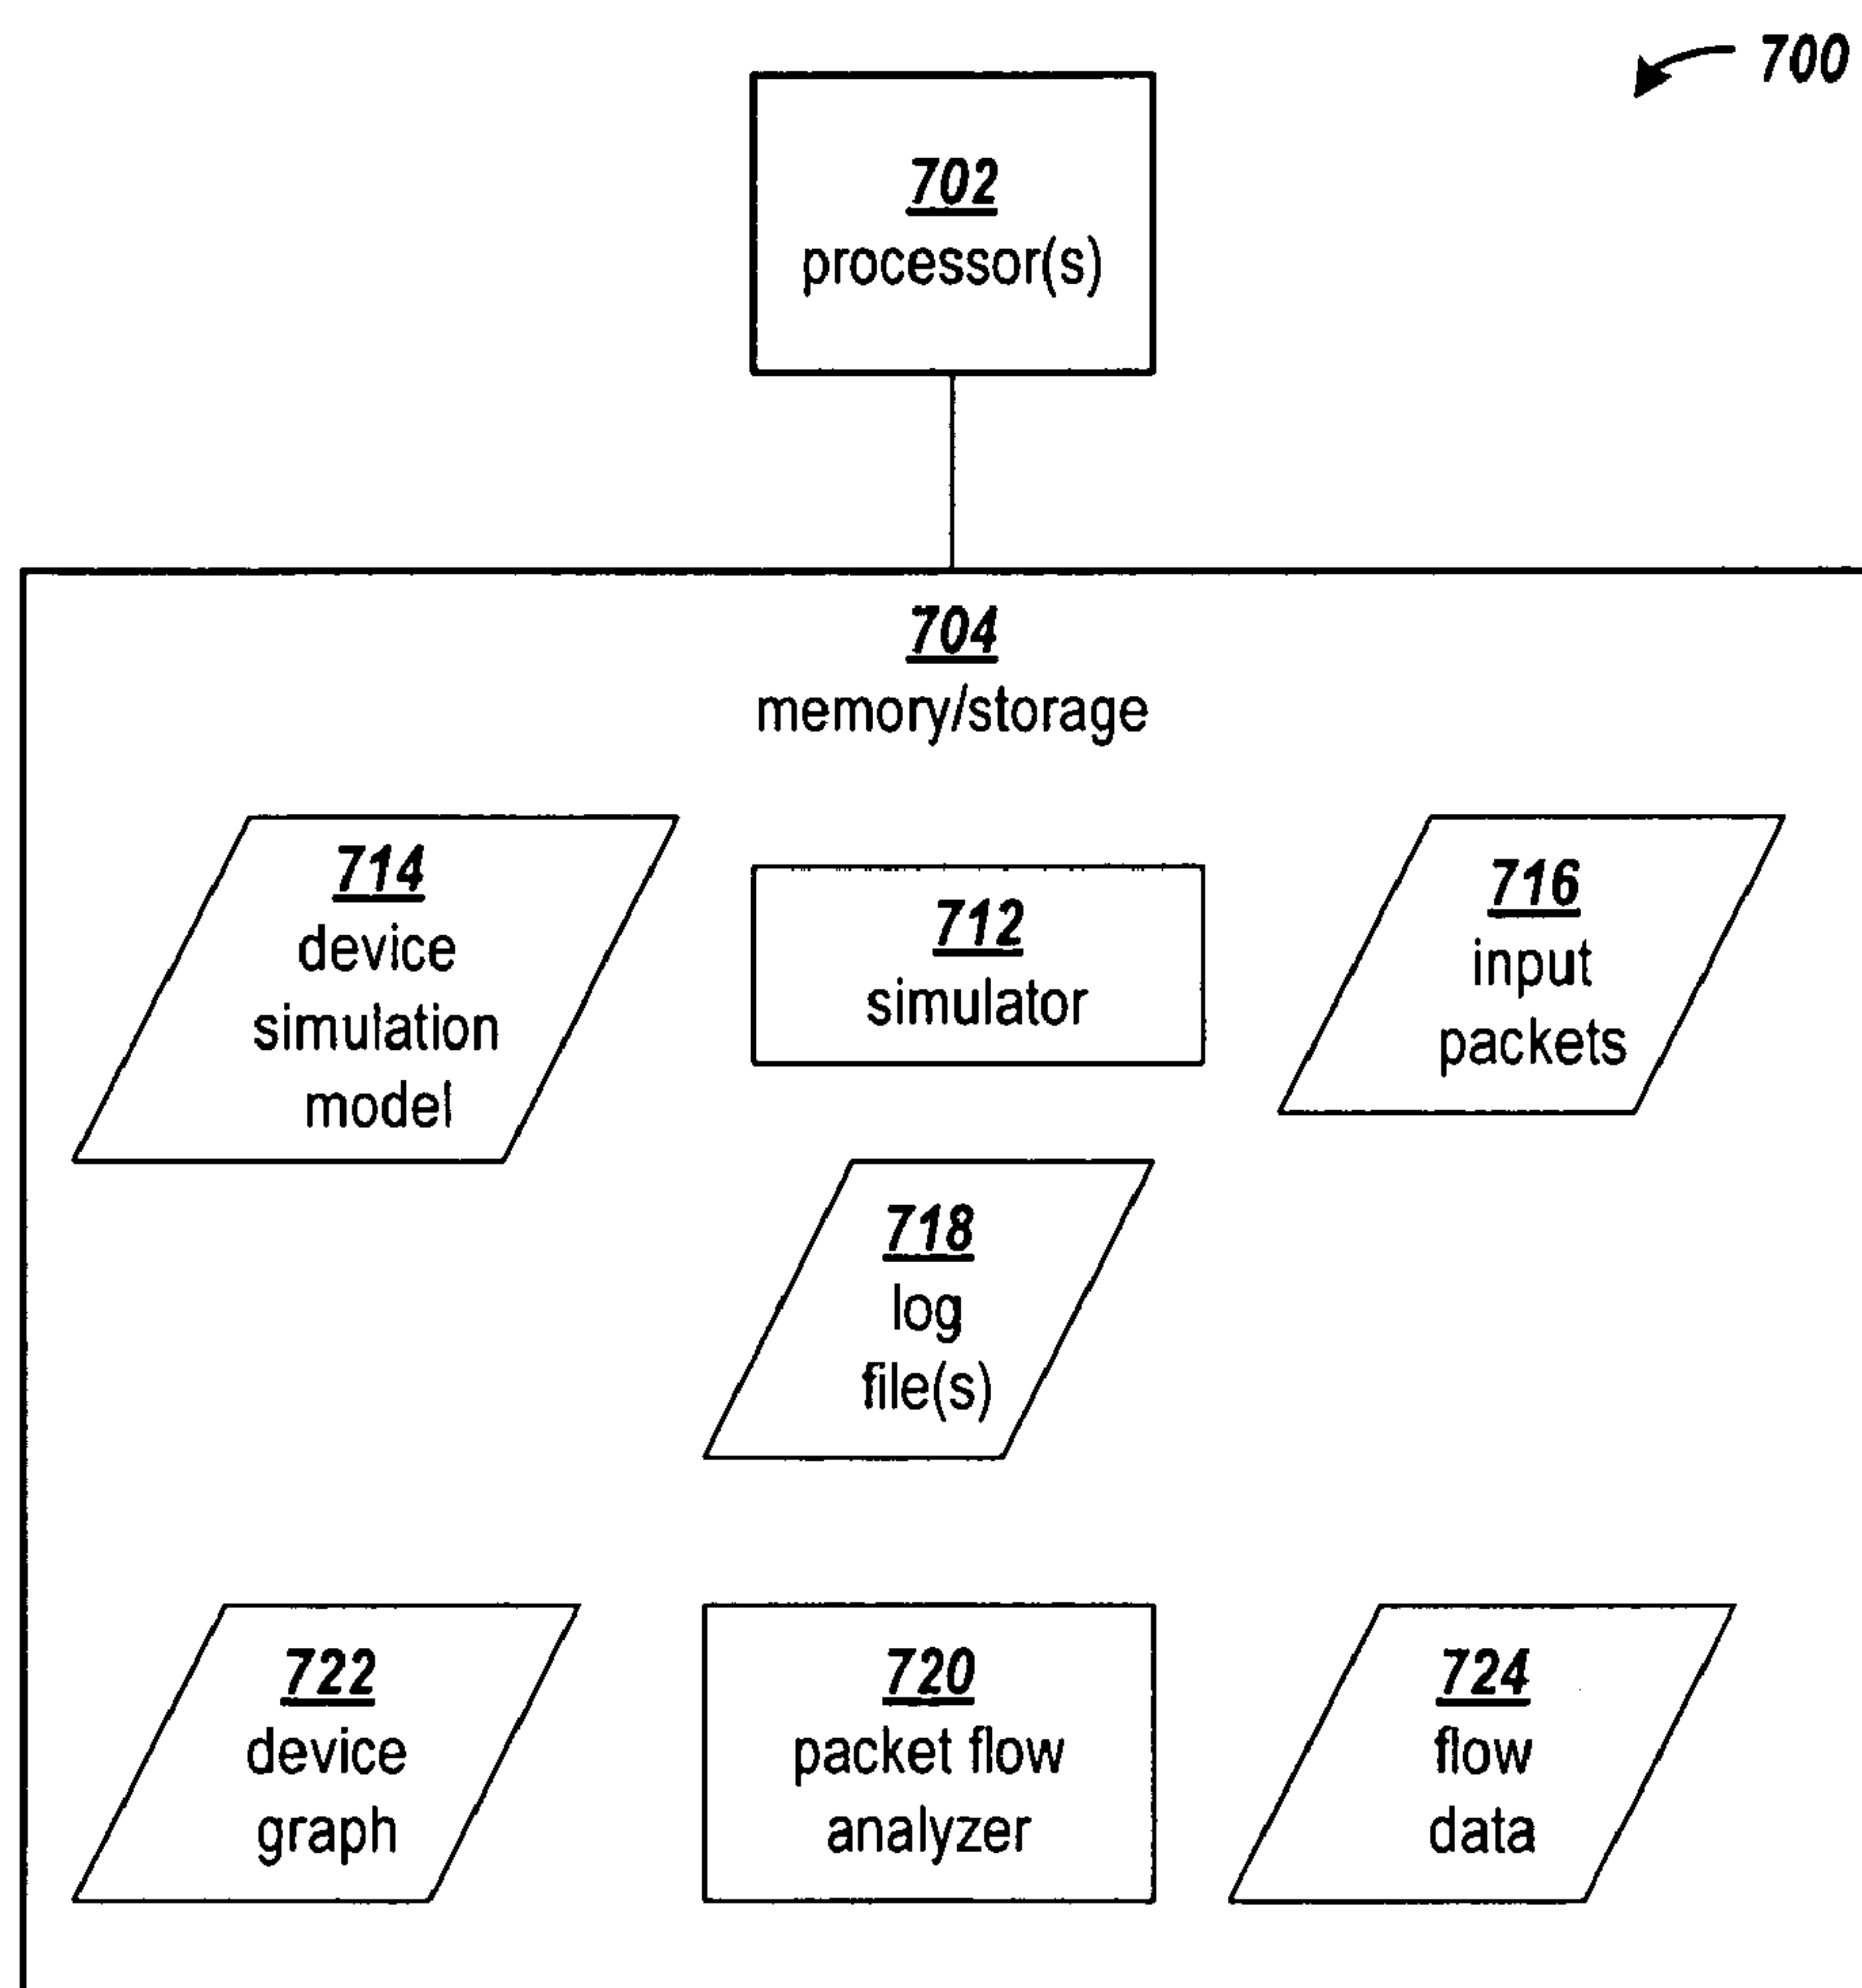 700
702
processor(s)
704
memory/storage
714
device
simulation
model
712
simulator
716
input
packets
718
log
file(s)
722
device
graph
720
packet flow
analyzer
724
flow
data